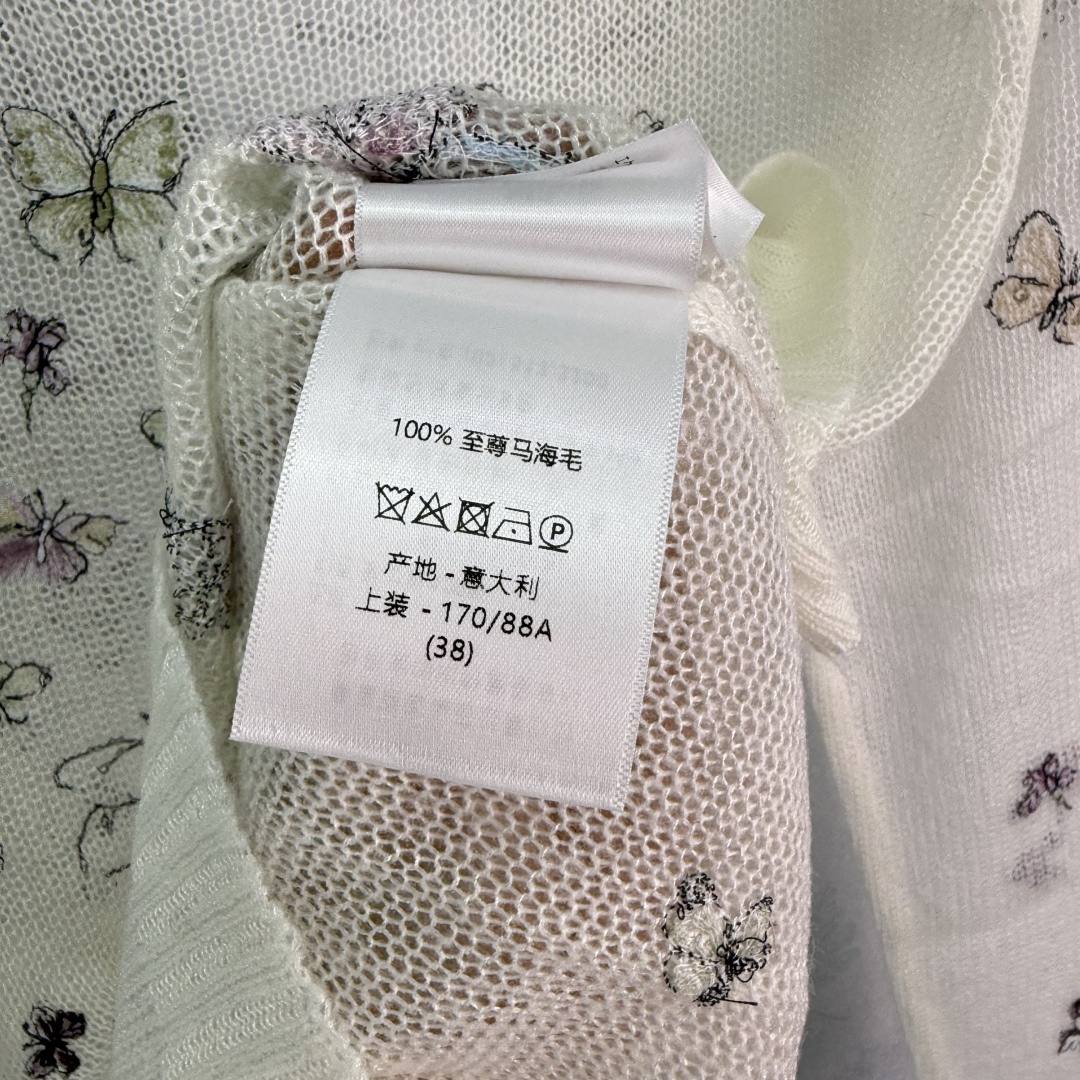 100% 至尊马海毛
P
产地 - 意大利
上装 - 170/88A
(38)